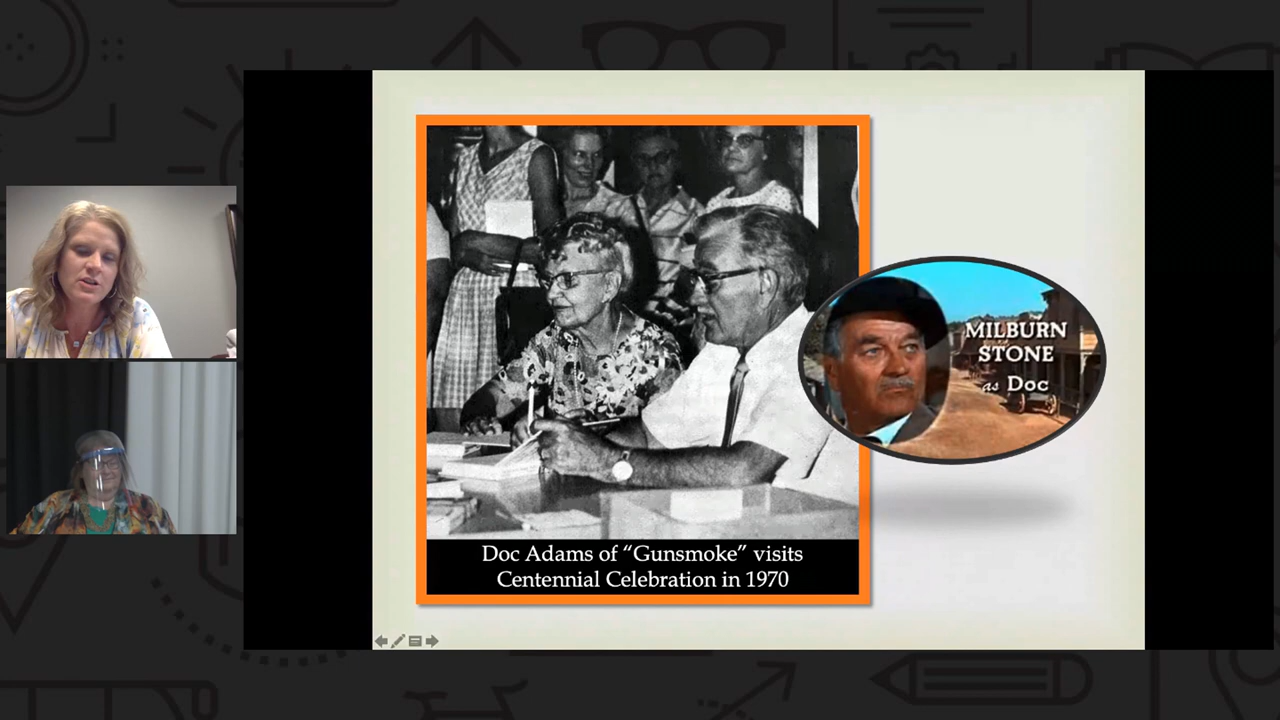 MILBURN
STONE
as Doc
Doc Adams of “Gunsmoke” visits
Centennial Celebration in 1970